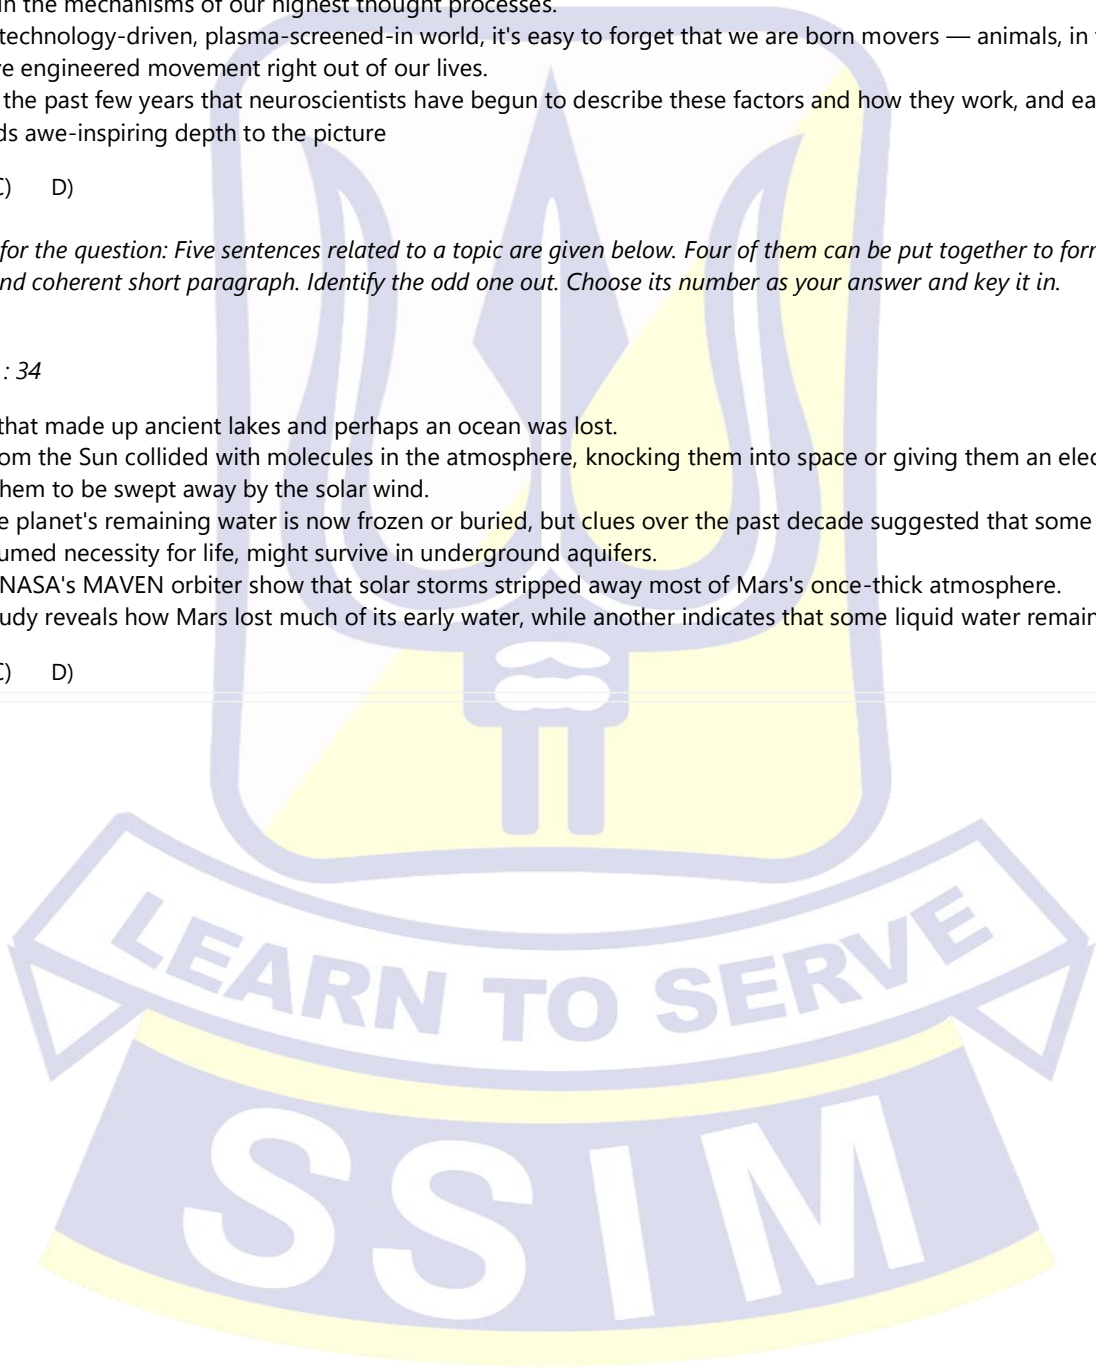 in the mechanisms of our highest thought processes.
technology-driven, plasma-screened-in world, it's easy to forget that we are born movers — animals, in
ve engineered movement right out of our lives.
the past few years that neuroscientists have begun to describe these factors and how they work, and ea
ds awe-inspiring depth to the picture
C) D)
for the question: Five sentences related to a topic are given below. Four of them can be put together to for
nd coherent short paragraph. Identify the odd one out. Choose its number as your answer and key it in.
: 34
that made up ancient lakes and perhaps an ocean was lost.
om the Sun collided with molecules in the atmosphere, knocking them into space or giving them an elec
them to be swept away by the solar wind.
e planet's remaining water is now frozen or buried, but clues over the past decade suggested that some
umed necessity for life, might survive in underground aquifers.
NASA's MAVEN orbiter show that solar storms stripped away most of Mars's once-thick atmosphere.
udy reveals how Mars lost much of its early water, while another indicates that some liquid water remain
C) D)
LEARN TO SERVE
SSIM